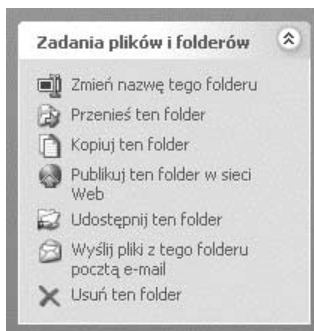 Zadania plików i folderów
Zmień nazwę tego folderu
Przenieś ten folder
Kopiuj ten folder
Publikuj ten folder w sieci
Web
Udostępnij ten folder
Wyślij pliki z tego folderu
pocztą e-mail
Usuń ten folder